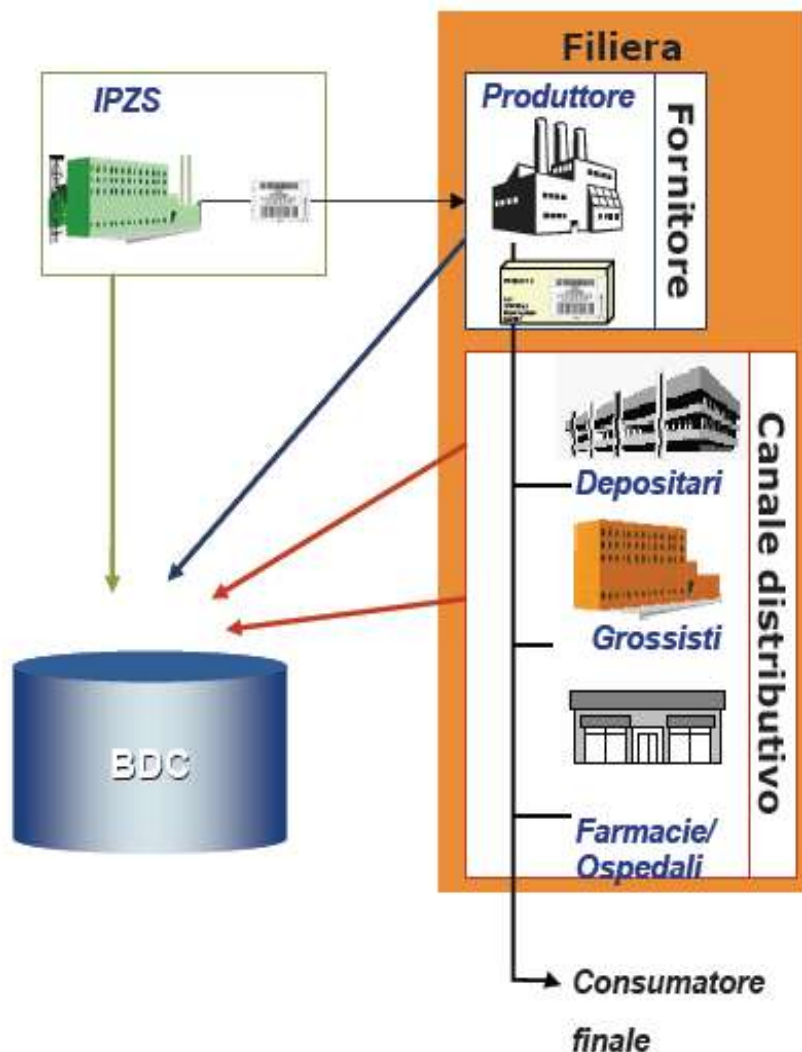 Filiera
IPZS
Produttore
Fornitore
Depositari
Grossisti
Canale distributivo
Farmacie/
Ospedali
BDC
Consumatore
finale